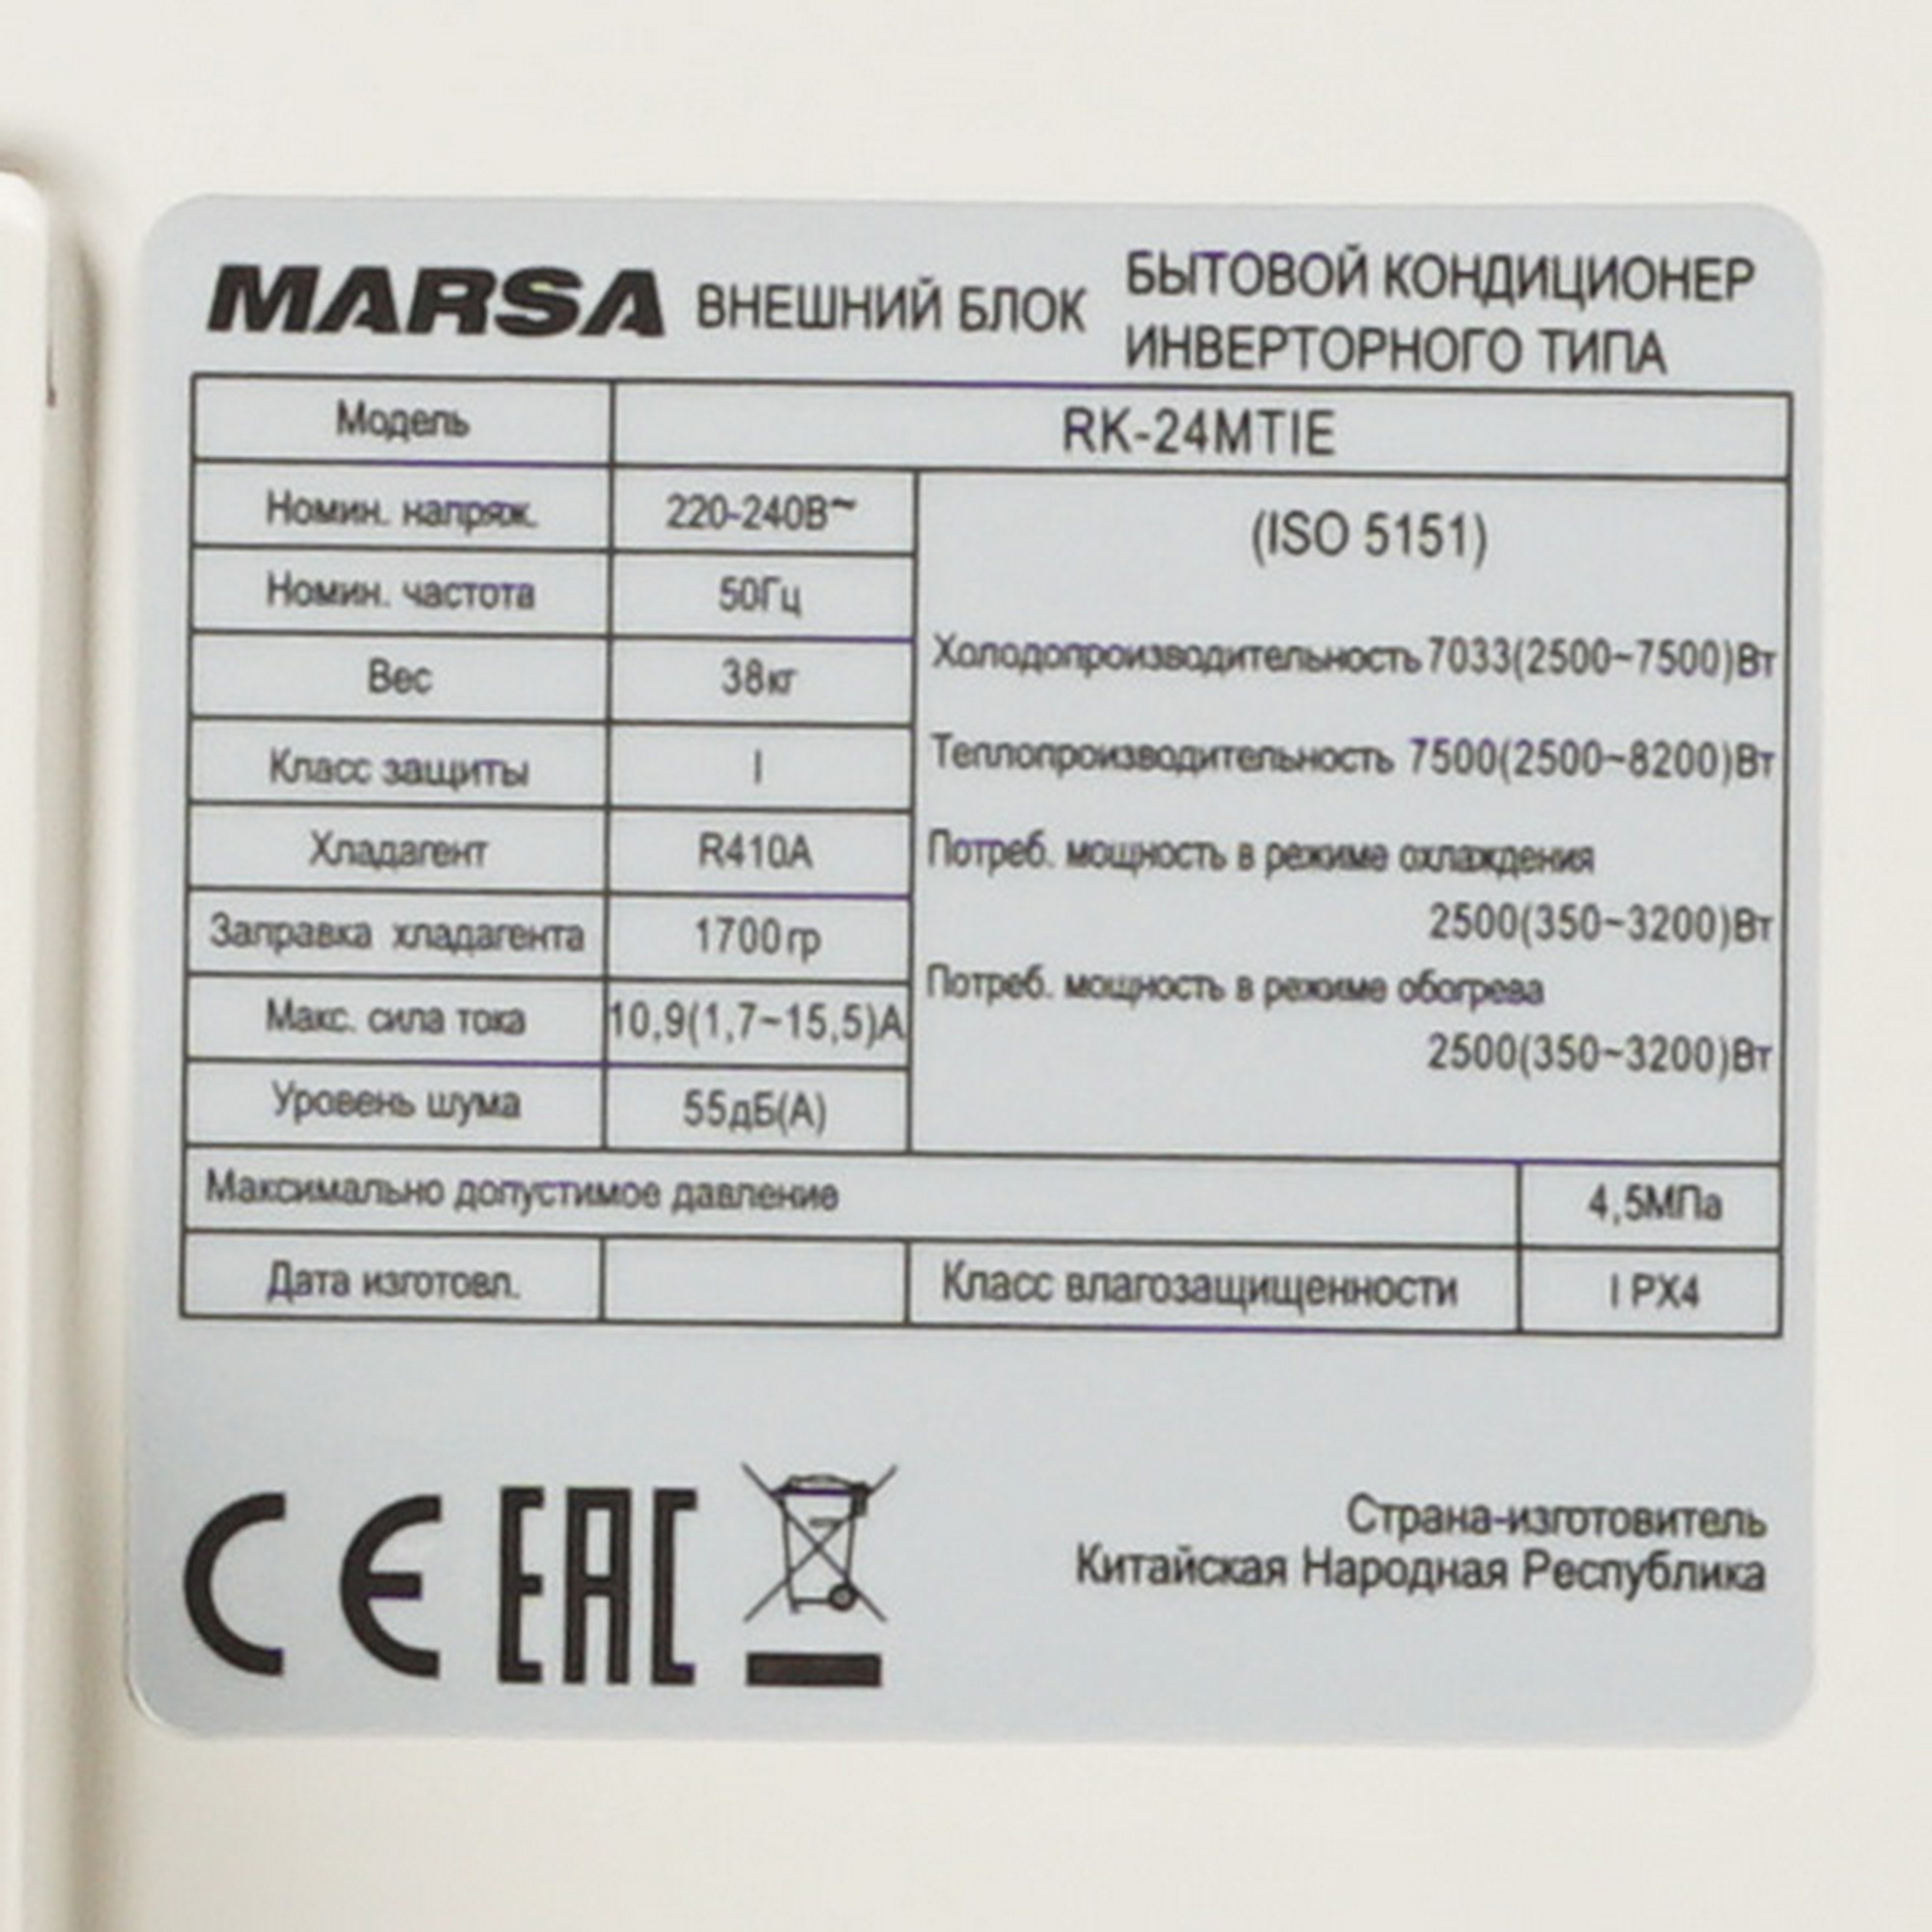 MARSA ВНЕШНИЙ БЛОК
БЫТОВОЙ КОНДИЦИОНЕР
ИНВЕРТОРНОГО ТИПА
Модель RK-24MTIE
Номин. напряж. 220-240В~
Номин. частота 50Гц
Вес 38кг
Класс защиты I
Хладагент R410A
Заправка хладагента 1700гр
Макс. сила тока 10,9(1,7~15,5)А
Уровень шума 55дБ(А)
(ISO 5151)
Холодопроизводительность 7033(2500~7500)Вт
Теплопроизводительность 7500(2500~8200)Вт
Потреб. мощность в режиме охлаждения
2500(350~3200)Вт
Потреб. мощность в режиме обогрева
2500(350~3200)Вт
Максимально допустимое давление 4,5МПа
Дата изготовл. Класс влагозащищенности I PX4
CE EAC
Страна-изготовитель
Китайская Народная Республика